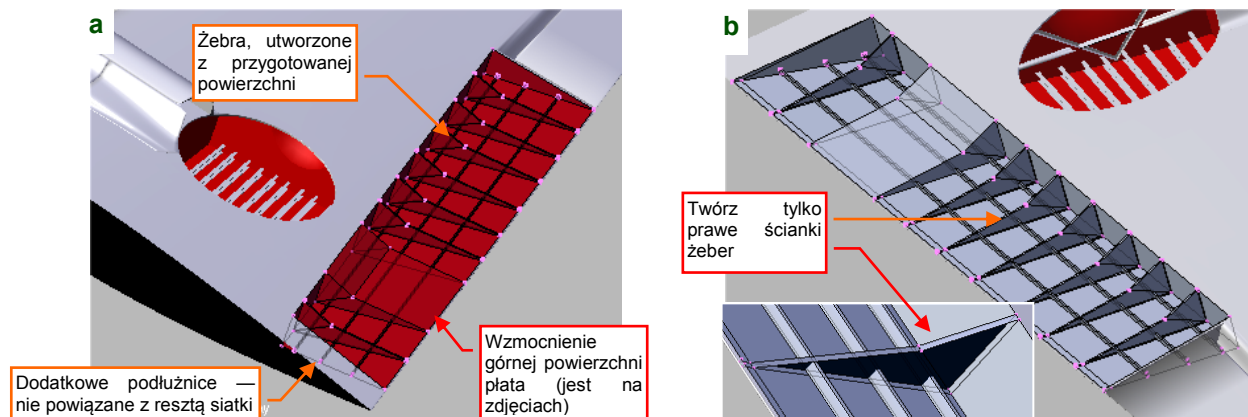 a
Żebra, utworzone
z przygotowanej
powierzchni
Wzmocnienie
górnej powierzchni
płata (jest na
zdjęciach)
Dodatkowe podłużnice —
nie powiązane z resztą siatki
b
Twórz tylko
prawe ścianki
żeber